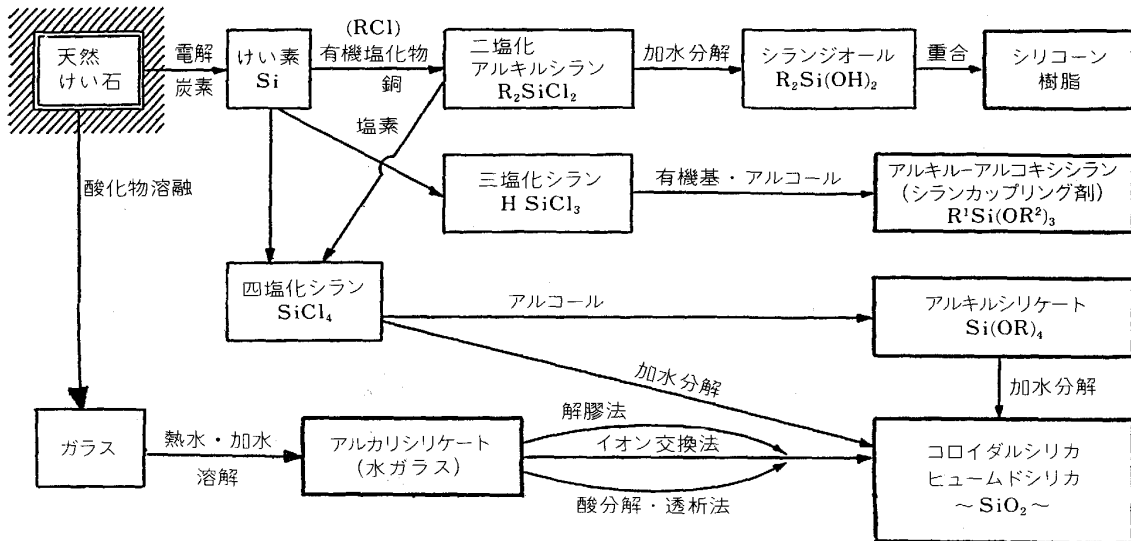 天然
けい石
電解
炭素
けい素
Si
(RCl)
有機塩化物
銅
二塩化
アルキルシラン
R₂SiCl₂
加水分解
シランジオール
R₂Si(OH)₂
重合
シリコーン
樹脂
塩素
酸化物溶融
三塩化シラン
H SiCl₃
有機基・アルコール
アルキルーアルコキシシラン
(シランカップリング剤)
R¹Si(OR²)₃
四塩化シラン
SiCl₄
アルコール
アルキルシリケート
Si(OR)₄
加水分解
加水分解
ガラス
熱水・加水
溶解
アルカリシリケート
(水ガラス)
解膠法
イオン交換法
酸分解・透析法
コロイダルシリカ
ヒュームドシリカ
～SiO₂～